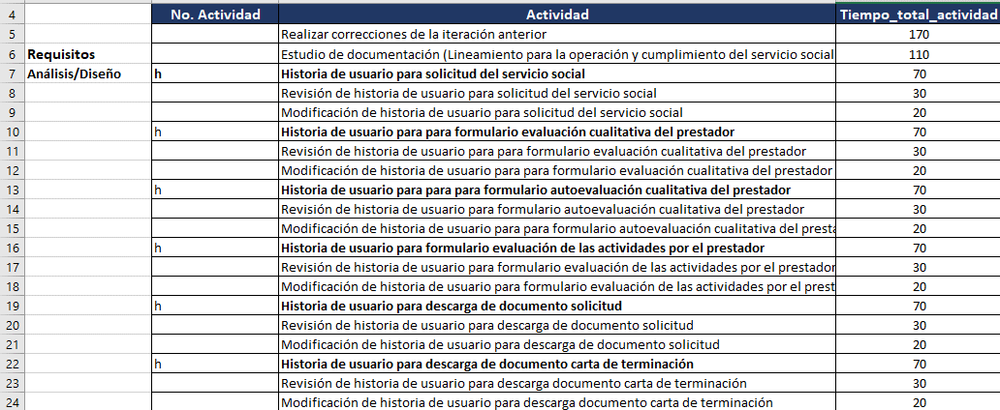 4 No. Actividad Actividad Tiempo_total_actividad
5 Realizar correcciones de la iteración anterior 170
6 Requisitos Estudio de documentación (Lineamiento para la operación y cumplimiento del servicio social 110
7 Análisis/Diseño h Historia de usuario para solicitud del servicio social 70
8 Revisión de historia de usuario para solicitud del servicio social 30
9 Modificación de historia de usuario para solicitud del servicio social 20
10 h Historia de usuario para para formulario evaluación cualitativa del prestador 70
11 Revisión de historia de usuario para para formulario evaluación cualitativa del prestador 30
12 Modificación de historia de usuario para para formulario evaluación cualitativa del prestador 20
13 h Historia de usuario para para para formulario autoevaluación cualitativa del prestador 70
14 Revisión de historia de usuario para formulario autoevaluación cualitativa del prestador 30
15 Modificación de historia de usuario para para formulario autoevaluación cualitativa del presta 20
16 h Historia de usuario para formulario evaluación de las actividades por el prestador 70
17 Revisión de historia de usuario para formulario evaluación de las actividades por el prestador 30
18 Modificación de historia de usuario para formulario evaluación de las actividades por el prest 20
19 h Historia de usuario para descarga de documento solicitud 70
20 Revisión de historia de usuario para descarga de documento solicitud 30
21 Modificación de historia de usuario para descarga de documento solicitud 20
22 h Historia de usuario para descarga de documento carta de terminación 70
23 Revisión de historia de usuario para descarga documento carta de terminación 30
24 Modificación de historia de usuario para descarga documento carta de terminación 20